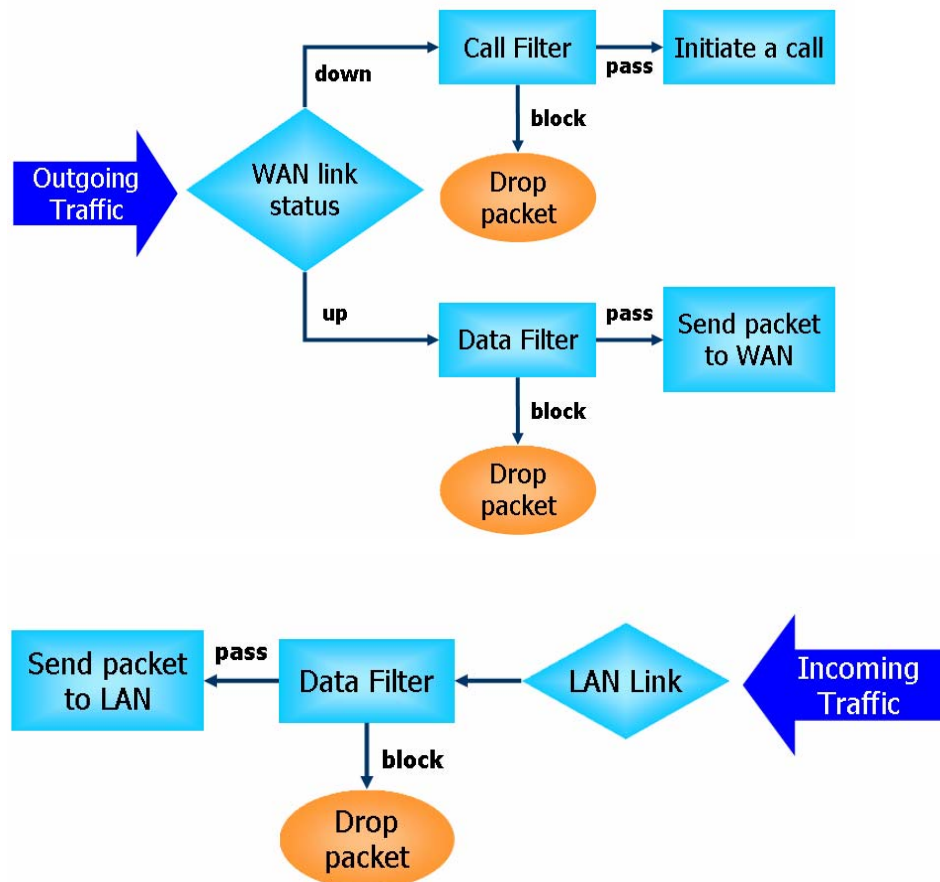 Outgoing
Traffic
WAN link
status
down
Call Filter
pass
Initiate a call
block
Drop
packet
up
Data Filter
pass
Send packet
to WAN
block
Drop
packet
Incoming
Traffic
LAN Link
Data Filter
pass
Send packet
to LAN
block
Drop
packet